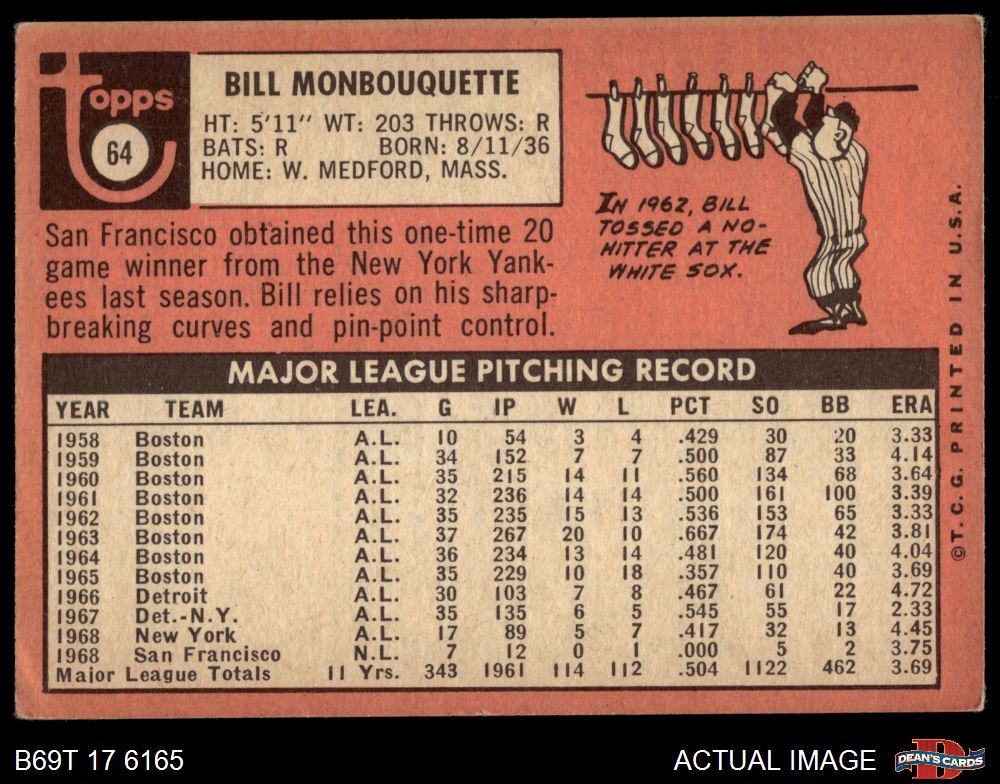 Topps
64
BILL MONBOUQUETTE
HT: 5'11" WT: 203 THROWS: R
BATS: R BORN: 8/11/36
HOME: W. MEDFORD, MASS.
San Francisco obtained this one-time 20
game winner from the New York Yank-
ees last season. Bill relies on his sharp-
breaking curves and pin-point control.
IN 1962, BILL
TOSSED A NO-
HITTER AT THE
WHITE SOX.
MAJOR LEAGUE PITCHING RECORD
YEAR TEAM LEA. G IP W L PCT SO BB ERA
1958 Boston A.L. 10 54 3 4 .429 30 20 3.33
1959 Boston A.L. 34 152 7 7 .500 87 33 4.14
1960 Boston A.L. 35 215 14 11 .560 134 68 3.64
1961 Boston A.L. 32 236 14 14 .500 161 100 3.39
1962 Boston A.L. 35 235 15 13 .536 153 65 3.33
1963 Boston A.L. 37 267 20 10 .667 174 42 3.81
1964 Boston A.L. 36 234 13 14 .481 120 40 4.04
1965 Boston A.L. 35 229 10 18 .357 110 40 3.69
1966 Detroit A.L. 30 103 7 8 .467 61 22 4.72
1967 Det.-N.Y. A.L. 35 135 6 5 .545 55 17 2.33
1968 New York A.L. 17 89 5 7 .417 32 13 4.45
1968 San Francisco N.L. 7 12 0 1 .000 5 2 3.75
Major League Totals 11 Yrs. 343 1961 114 112 .504 1122 462 3.69
© T. C. G. PRINTED IN U.S.A.
B69T 17 6165
ACTUAL IMAGE
D
DEAN'S CARDS